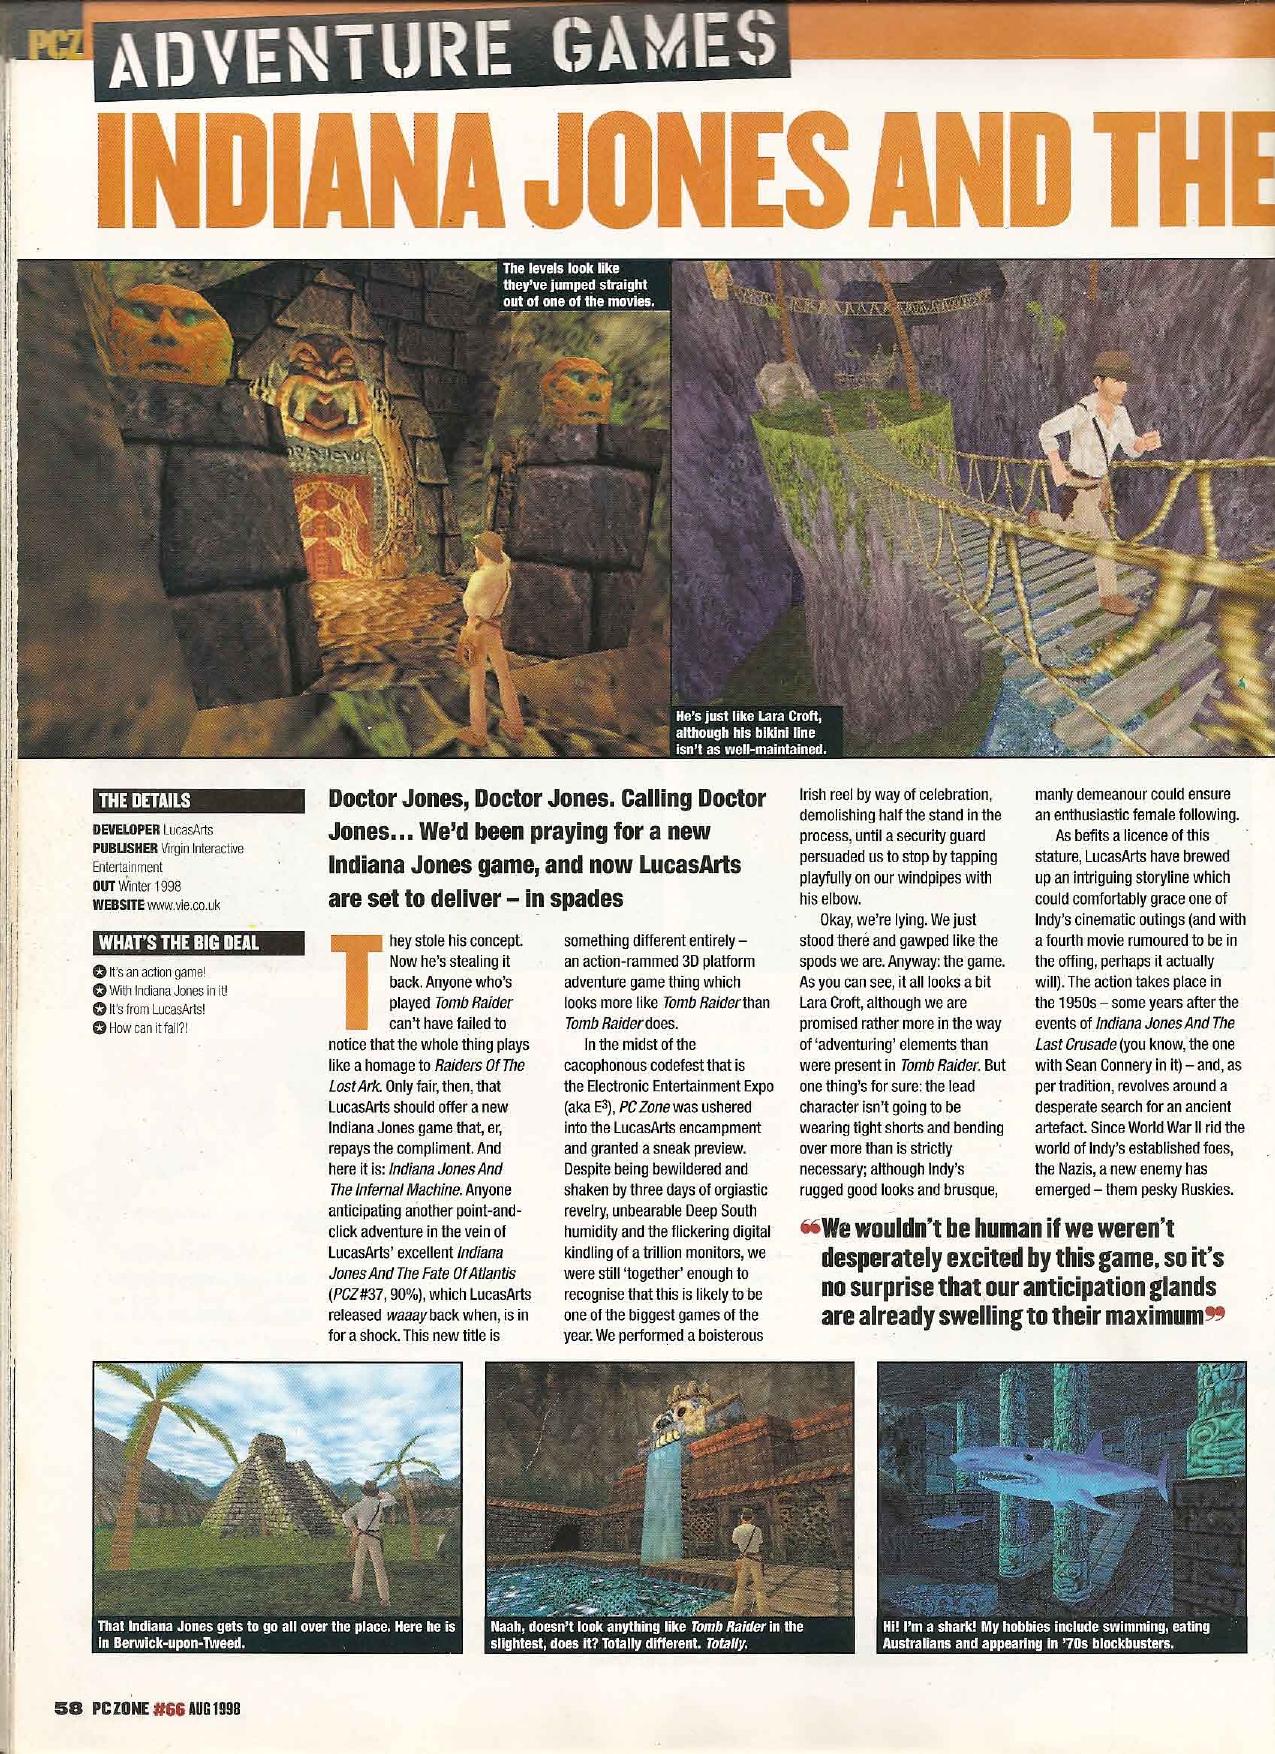 PCZ
ADVENTURE GAMES
INDIANA JONES AND THE
The levels look like
they've jumped straight
out of one of the movies.
He's just like Lara Croft,
although his bikini line
isn't as well-maintained.
THE DETAILS
DEVELOPER LucasArts
PUBLISHER Virgin Interactive
Entertainment
OUT Winter 1998
WEBSITE www.vie.co.uk
WHAT'S THE BIG DEAL
✪ It's an action game!
✪ With Indiana Jones in it!
✪ It's from LucasArts!
✪ How can it fail?!
Doctor Jones, Doctor Jones. Calling Doctor
Jones... We'd been praying for a new
Indiana Jones game, and now LucasArts
are set to deliver – in spades
They stole his concept.
Now he's stealing it
back. Anyone who's
played Tomb Raider
can't have failed to
notice that the whole thing plays
like a homage to Raiders Of The
Lost Ark. Only fair, then, that
LucasArts should offer a new
Indiana Jones game that, er,
repays the compliment. And
here it is: Indiana Jones And
The Infernal Machine. Anyone
anticipating another point-and-
click adventure in the vein of
LucasArts' excellent Indiana
Jones And The Fate Of Atlantis
(PCZ #37, 90%), which LucasArts
released waaay back when, is in
for a shock. This new title is
something different entirely –
an action-rammed 3D platform
adventure game thing which
looks more like Tomb Raider than
Tomb Raider does.
In the midst of the
cacophonous codefest that is
the Electronic Entertainment Expo
(aka E³), PC Zone was ushered
into the LucasArts encampment
and granted a sneak preview.
Despite being bewildered and
shaken by three days of orgiastic
revelry, unbearable Deep South
humidity and the flickering digital
kindling of a trillion monitors, we
were still 'together' enough to
recognise that this is likely to be
one of the biggest games of the
year. We performed a boisterous
Irish reel by way of celebration,
demolishing half the stand in the
process, until a security guard
persuaded us to stop by tapping
playfully on our windpipes with
his elbow.
Okay, we're lying. We just
stood there and gawped like the
spods we are. Anyway: the game.
As you can see, it all looks a bit
Lara Croft, although we are
promised rather more in the way
of 'adventuring' elements than
were present in Tomb Raider. But
one thing's for sure: the lead
character isn't going to be
wearing tight shorts and bending
over more than is strictly
necessary; although Indy's
rugged good looks and brusque,
manly demeanour could ensure
an enthusiastic female following.
As befits a licence of this
stature, LucasArts have brewed
up an intriguing storyline which
could comfortably grace one of
Indy's cinematic outings (and with
a fourth movie rumoured to be in
the offing, perhaps it actually
will). The action takes place in
the 1950s – some years after the
events of Indiana Jones And The
Last Crusade (you know, the one
with Sean Connery in it) – and, as
per tradition, revolves around a
desperate search for an ancient
artefact. Since World War II rid the
world of Indy's established foes,
the Nazis, a new enemy has
emerged – them pesky Ruskies.
“We wouldn't be human if we weren't
desperately excited by this game, so it's
no surprise that our anticipation glands
are already swelling to their maximum”
That Indiana Jones gets to go all over the place. Here he is
in Berwick-upon-Tweed.
Naah, doesn't look anything like Tomb Raider in the
slightest, does it? Totally different. Totally.
Hi! I'm a shark! My hobbies include swimming, eating
Australians and appearing in '70s blockbusters.
58 PC ZONE #66 AUG 1998